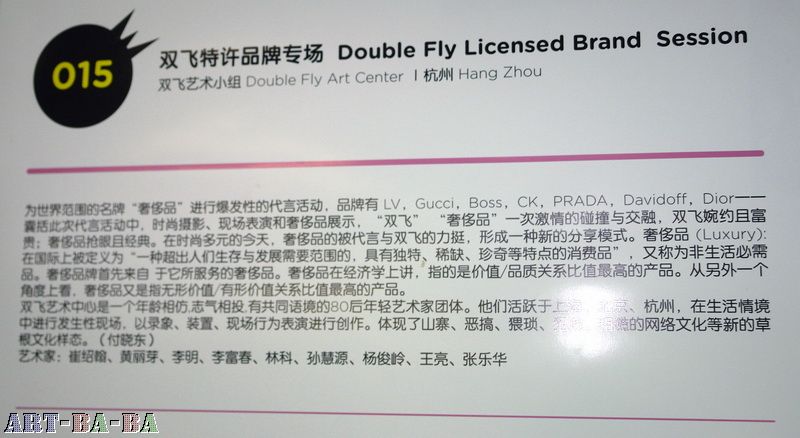 015
双飞特许品牌专场 Double Fly Licensed Brand Session
双飞艺术小组 Double Fly Art Center | 杭州 Hang Zhou
为世界范围的名牌“奢侈品”进行爆发性的代言活动，品牌有 LV，Gucci，Boss，CK，PRADA，Davidoff，Dior——
囊括此次代言活动中，时尚摄影、现场表演和奢侈品展示，“双飞”“奢侈品”一次激情的碰撞与交融，双飞婉约且富
贵；奢侈品抢眼且经典。在时尚多元的今天，奢侈品的被代言与双飞的力挺，形成一种新的分享模式。奢侈品 (Luxury):
在国际上被定义为“一种超出人们生存与发展需要范围的，具有独特、稀缺、珍奇等特点的消费品”，又称为非生活必需
品。奢侈品牌首先来自 于它所服务的奢侈品。奢侈品在经济学上讲，指的是价值/品质关系比值最高的产品。从另外一个
角度上看，奢侈品又是指无形价值/有形价值关系比值最高的产品。
双飞艺术中心是一个年龄相仿,志气相投,有共同语境的80后年轻艺术家团体。他们活跃于上海、北京、杭州，在生活情境
中进行发生性现场，以录象、装置、现场行为表演进行创作。体现了山寨、恶搞、猥琐、的网络文化等新的草
根文化样态。（付晓东）
艺术家：崔绍翰、黄丽芽、李明、李富春、林科、孙慧源、杨俊岭、王亮、张乐华
ART-BA-BA